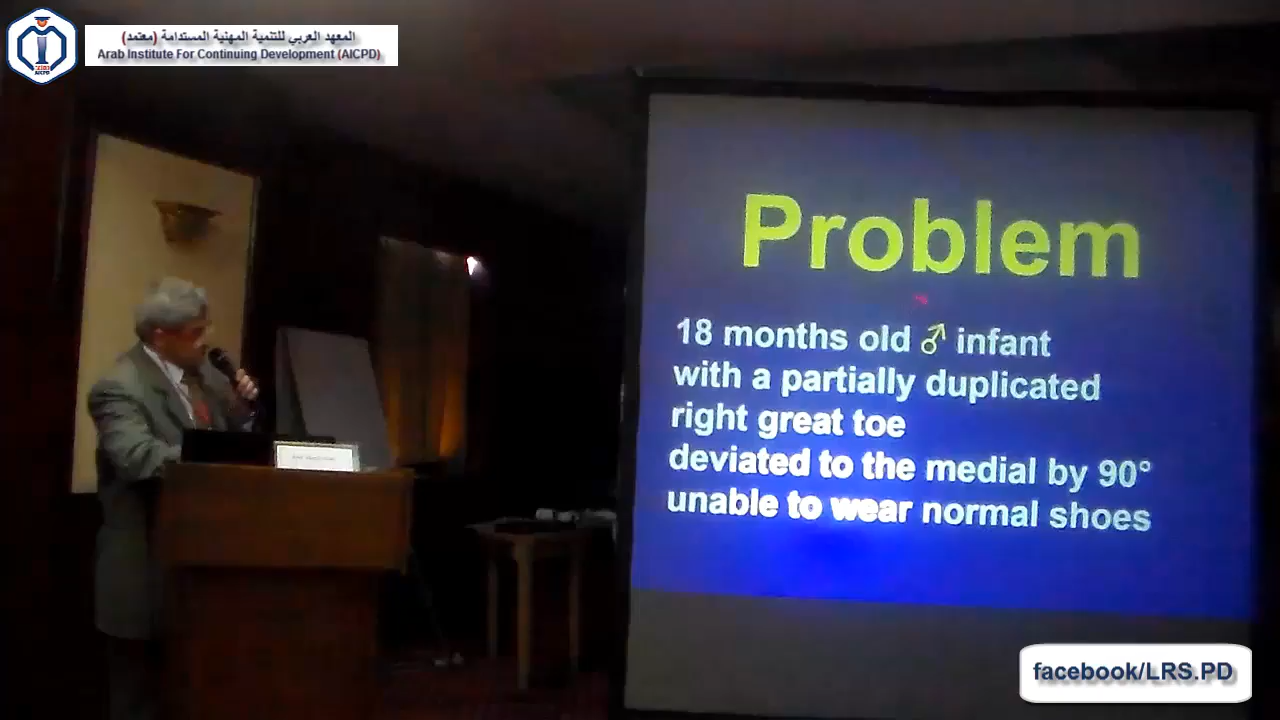 المعهد العربي للتنمية المهنية المستدامة (معتمد)
Arab Institute For Continuing Development (AICPD)
AICPD
Problem
18 months old ♂ infant
with a partially duplicated
right great toe
deviated to the medial by 90°
unable to wear normal shoes
facebook/LRS.PD